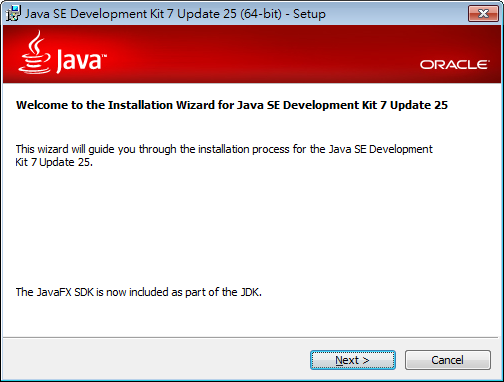 Java SE Development Kit 7 Update 25 (64-bit) - Setup
Java™
ORACLE®
Welcome to the Installation Wizard for Java SE Development Kit 7 Update 25
This wizard will guide you through the installation process for the Java SE Development
Kit 7 Update 25.
The JavaFX SDK is now included as part of the JDK.
Next >
Cancel